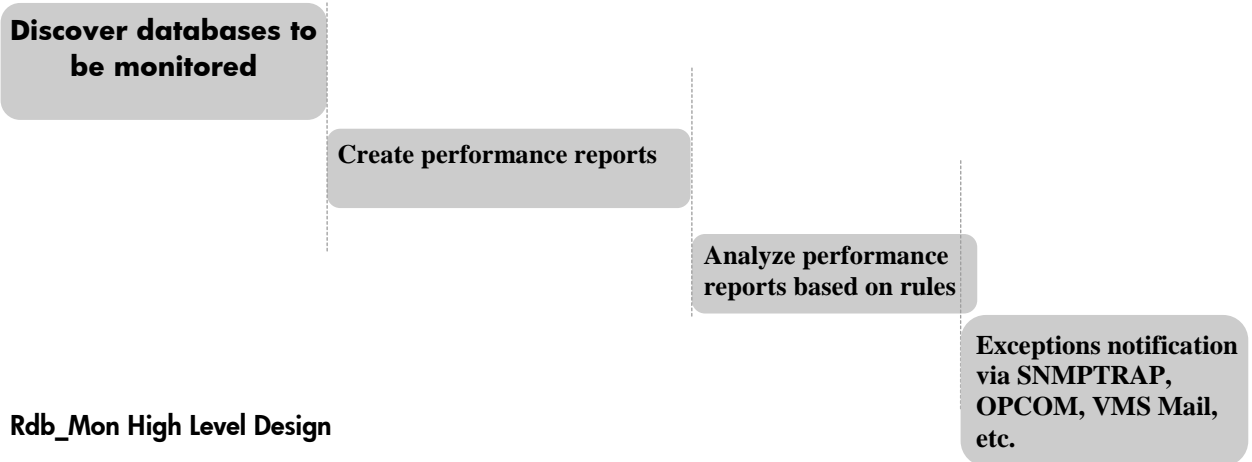 Discover databases to
be monitored
Create performance reports
Analyze performance
reports based on rules
Exceptions notification
via SNMPTRAP,
OPCOM, VMS Mail,
etc.
Rdb_Mon High Level Design